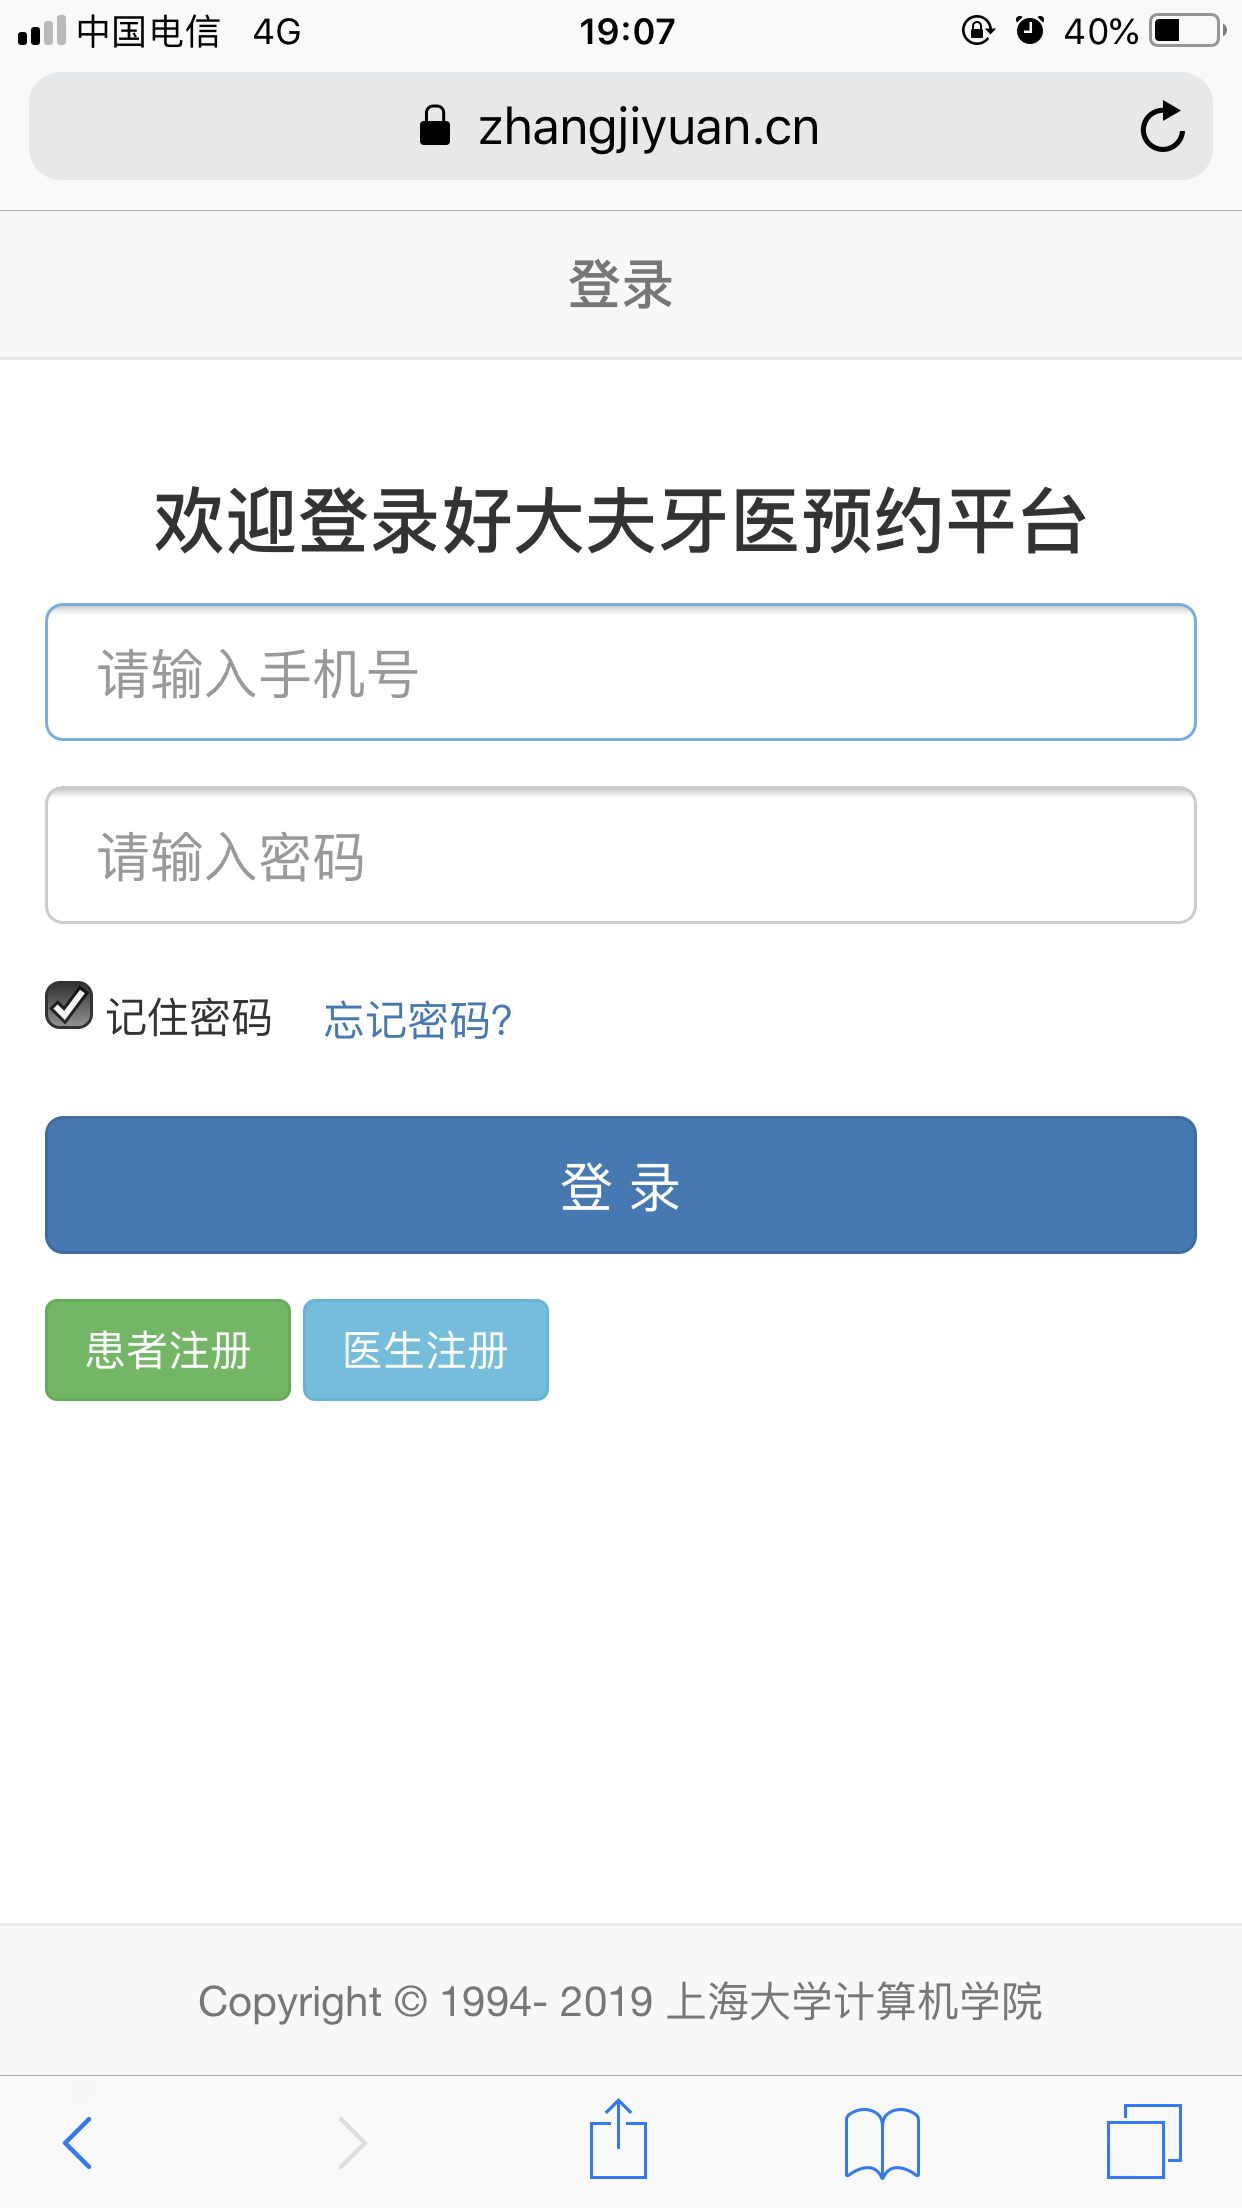 中国电信 4G 19:07 40%
zhangjiyuan.cn
登录
欢迎登录好大夫牙医预约平台
请输入手机号
请输入密码
记住密码 忘记密码?
登 录
患者注册 医生注册
Copyright © 1994- 2019 上海大学计算机学院